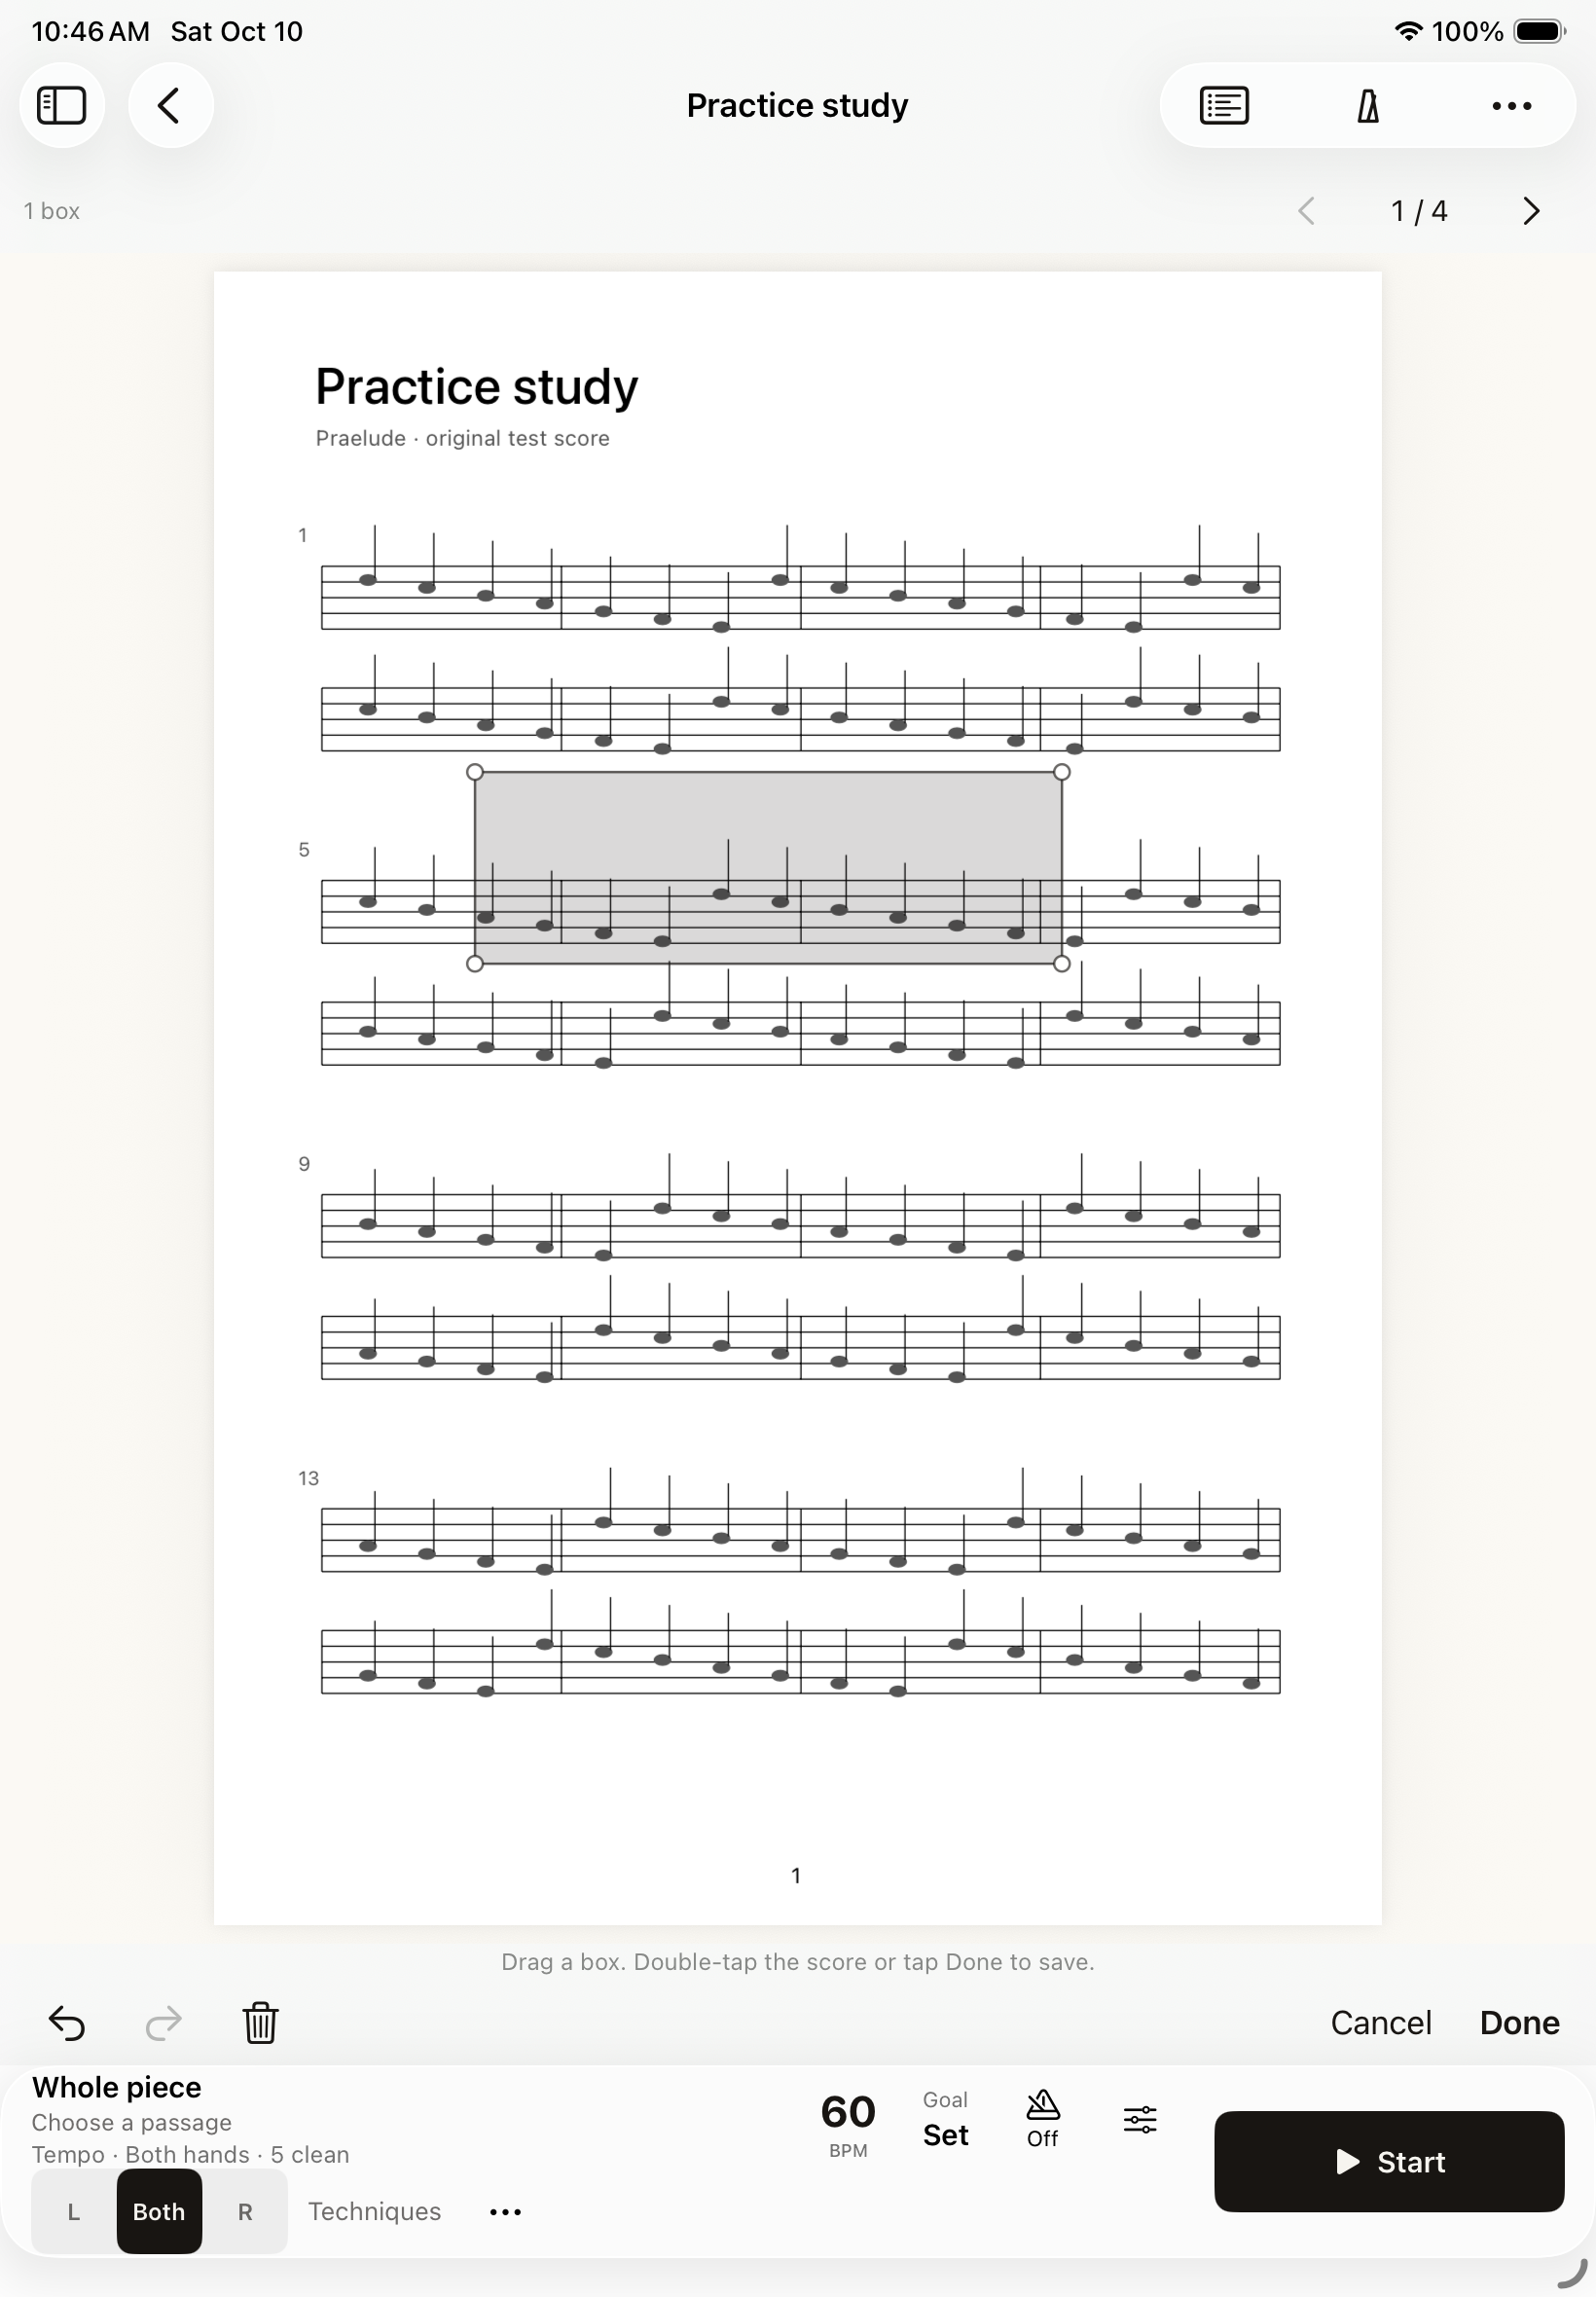 10:46 AM Sat Oct 10
100%
Practice study
1 box
1 / 4
Practice study
Praelude · original test score
1
5
9
13
1
Drag a box. Double-tap the score or tap Done to save.
Cancel Done
Whole piece
Choose a passage
Tempo · Both hands · 5 clean
L Both R Techniques
60
BPM
Goal
Set
Off
Start